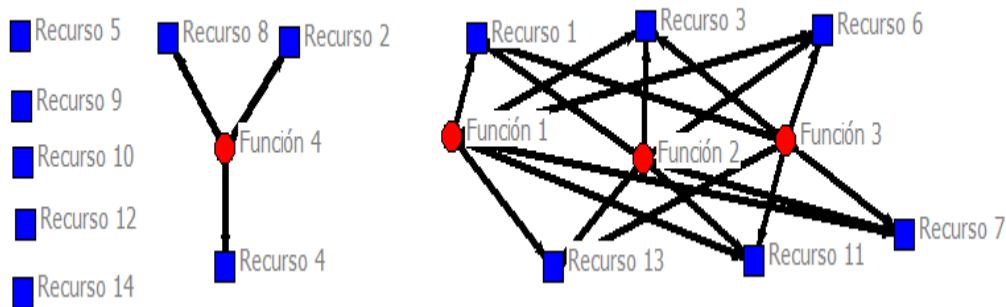 Recurso 5
Recurso 8
Recurso 2
Recurso 1
Recurso 3
Recurso 6
Recurso 9
Función 4
Función 1
Función 2
Función 3
Recurso 10
Recurso 12
Recurso 4
Recurso 13
Recurso 11
Recurso 7
Recurso 14